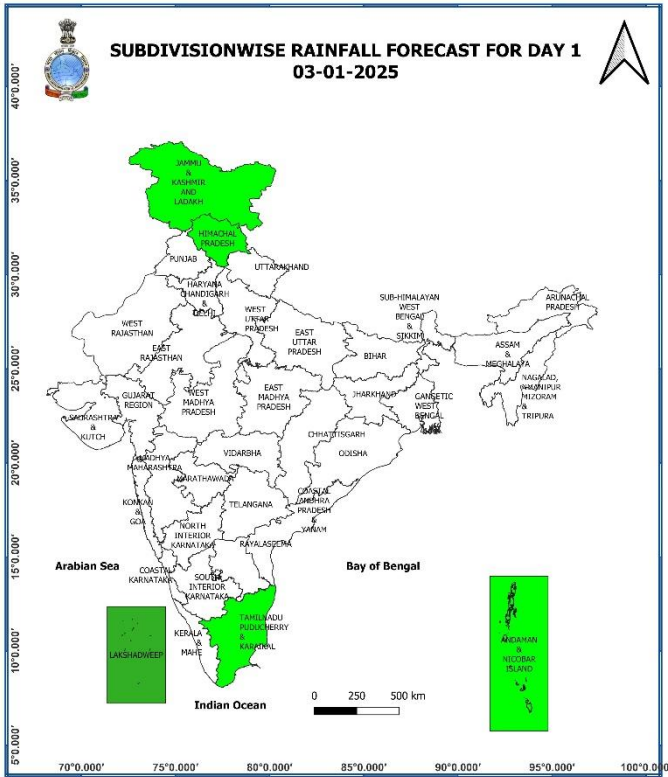 SUBDIVISIONWISE RAINFALL FORECAST FOR DAY 1
03-01-2025
40°0.000'
35°0.000'
30°0.000'
25°0.000'
20°0.000'
15°0.000'
10°0.000'
5°0.000'
JAMMU
&
KASHMIR
AND
LADAKH
HIMACHAL
PRADESH
PUNJAB
UTTARAKHAND
HARYANA
CHANDIGARH
&
DELHI
WEST
RAJASTHAN
EAST
RAJASTHAN
WEST
UTTAR
PRADESH
EAST
UTTAR
PRADESH
SUB-HIMALAYAN
WEST
BENGAL
&
SIKKIM
ARUNACHAL
PRADESH
BIHAR
ASSAM
&
MEGHALAYA
NAGALAD,
MANIPUR
MIZORAM
&
TRIPURA
SAURASHTRA
&
KUTCH
GUJARAT
REGION
WEST
MADHYA
PRADESH
EAST
MADHYA
PRADESH
JHARKHAND
GANGETIC
WEST
BENGAL
CHHATTISGARH
ODISHA
MADHYA
MAHARASHTRA
VIDARBHA
MARATHAWADA
KONKAN
&
GOA
TELANGANA
COASTAL
ANDHRA
PRADESH
&
YANAM
NORTH
INTERIOR
KARNATAKA
RAYALASEEMA
COASTAL
KARNATAKA
SOUTH
INTERIOR
KARNATAKA
Arabian Sea
Bay of Bengal
LAKSHADWEEP
KERALA
&
MAHE
TAMILNADU
PUDUCHERRY
&
KARAIKAL
ANDAMAN
&
NICOBAR
ISLAND
Indian Ocean
0 250 500 km
70°0.000' 75°0.000' 80°0.000' 85°0.000' 90°0.000' 95°0.000' 100°0.000'